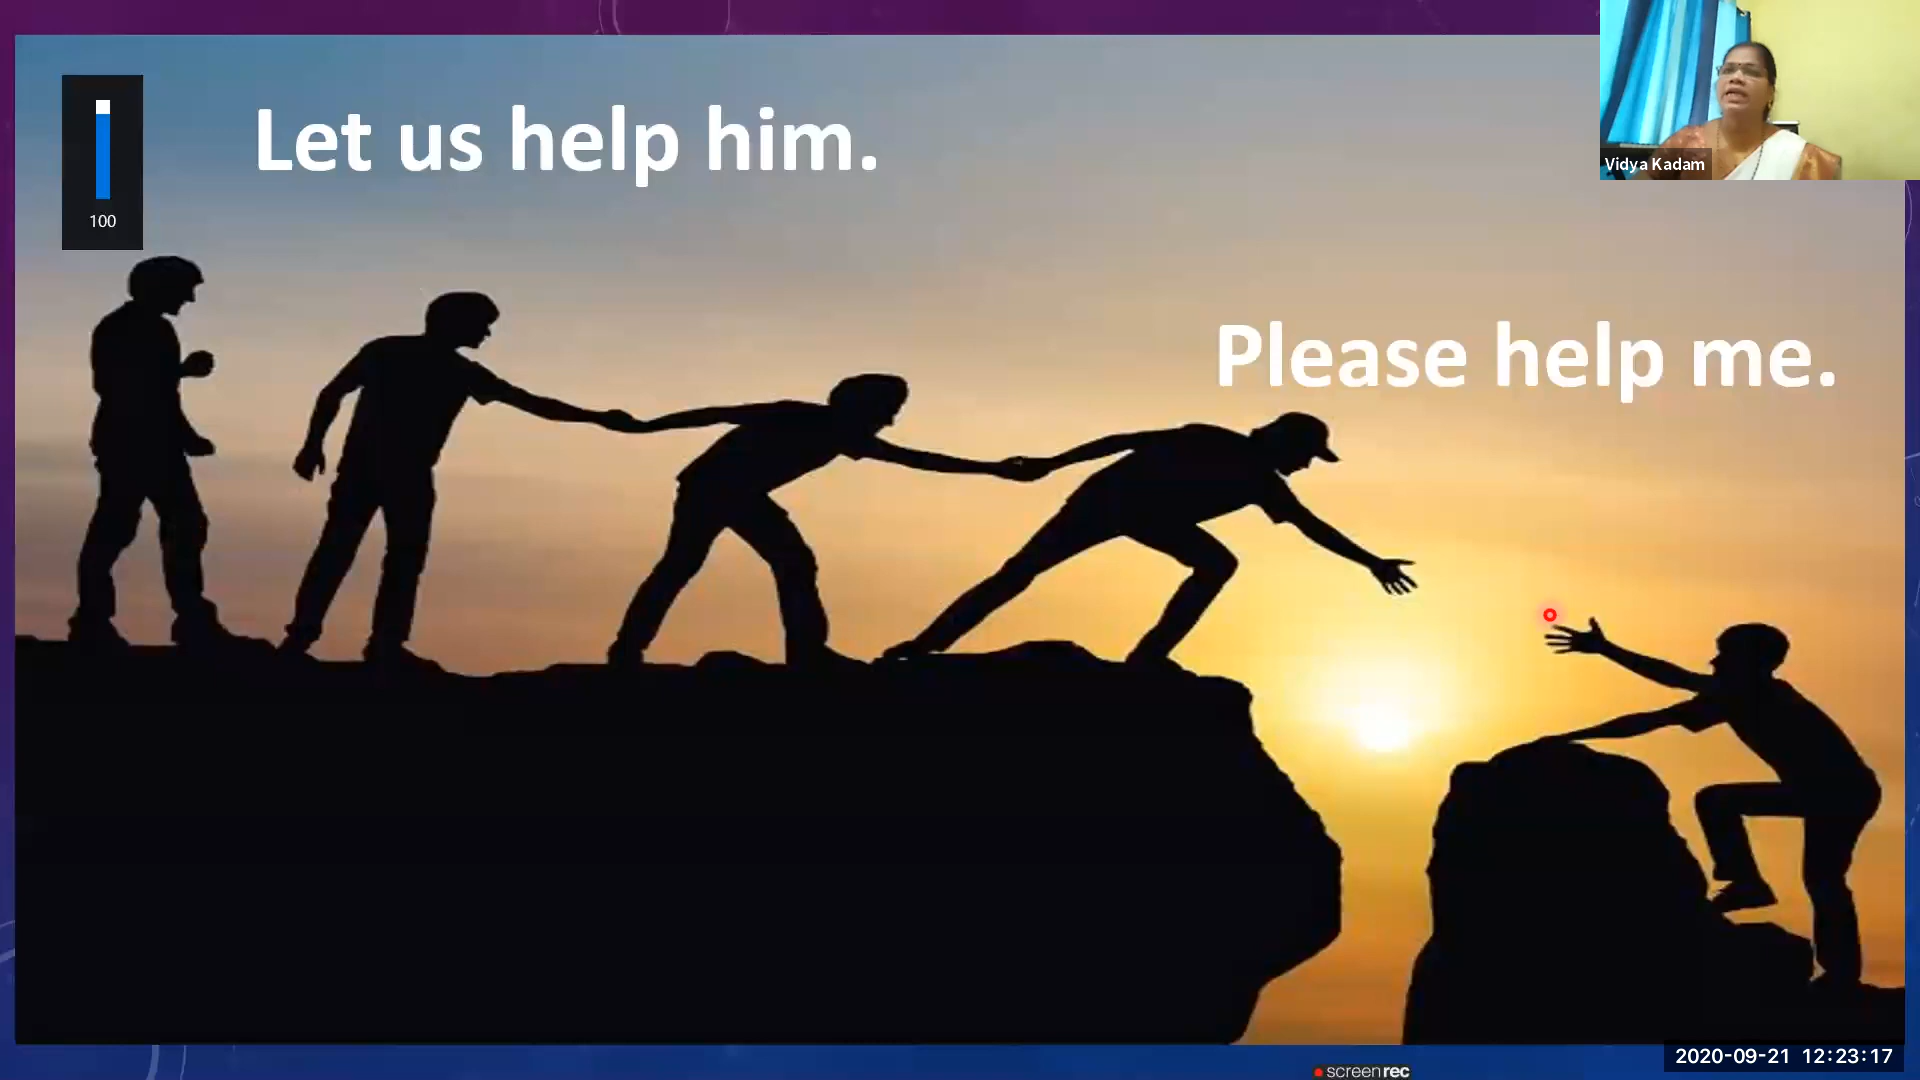 Let us help him.
Vidya Kadam
100
Please help me.
2020-09-21 12:23:17
screenrec